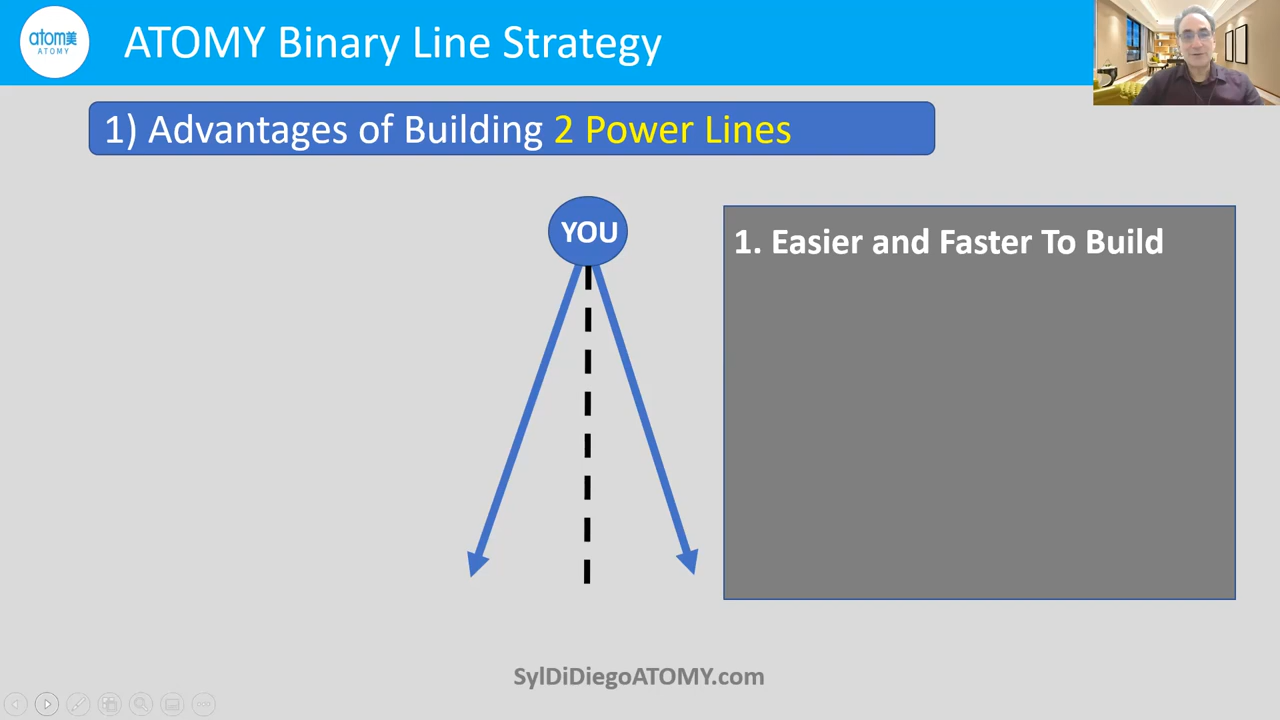 atom美
ATOMY
ATOMY Binary Line Strategy
1) Advantages of Building 2 Power Lines
YOU
1. Easier and Faster To Build
SylDiDiegoATOMY.com